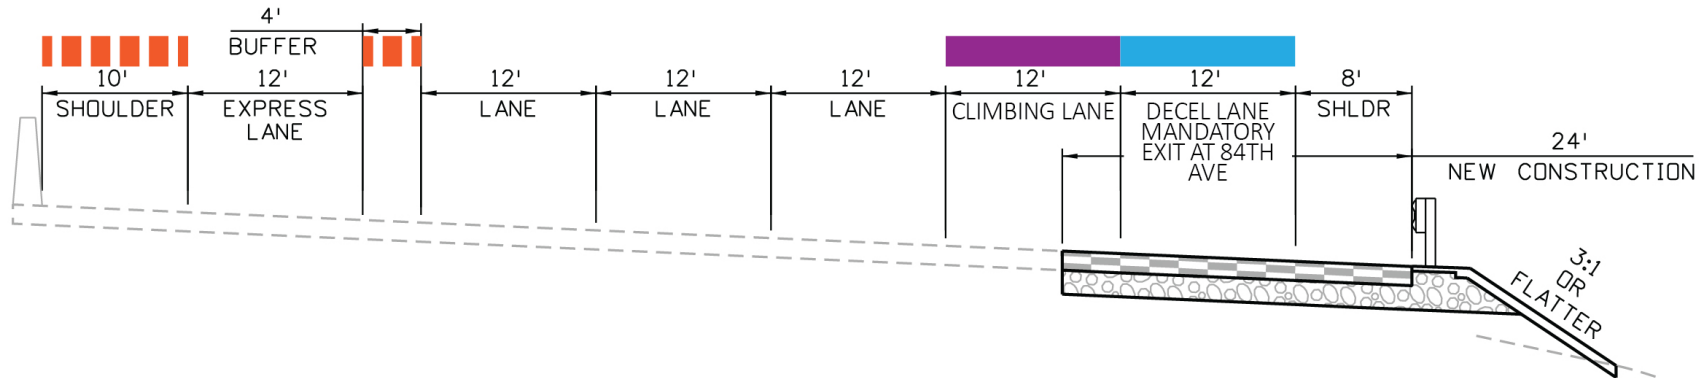 4'
BUFFER
10'
SHOULDER
12'
EXPRESS
LANE
12'
LANE
12'
LANE
12'
LANE
12'
CLIMBING LANE
12'
DECEL LANE
MANDATORY
EXIT AT 84TH
AVE
8'
SHLDR
24'
NEW CONSTRUCTION
3:1
OR
FLATTER